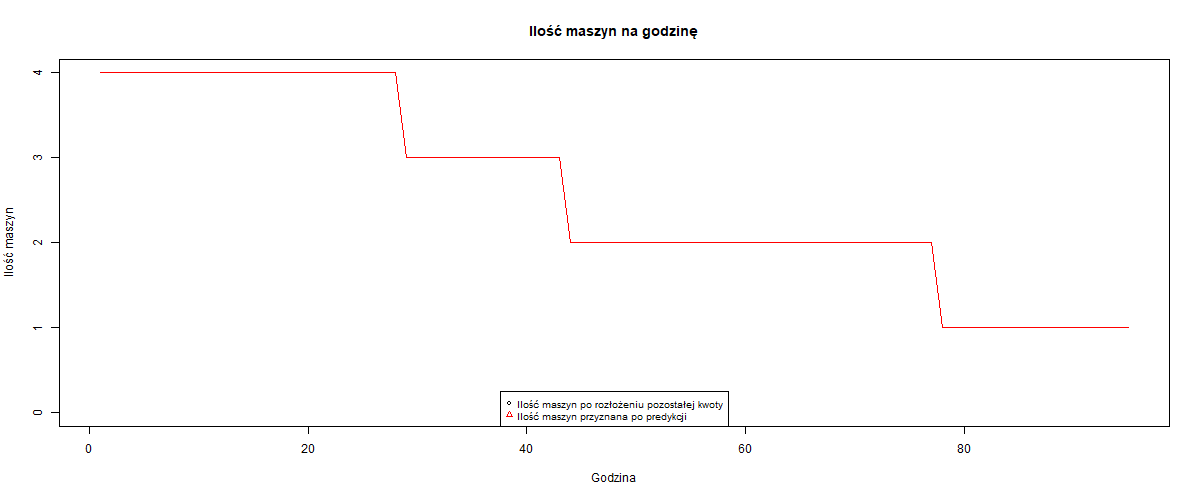 Ilość maszyn na godzinę
Ilość maszyn
4
3
2
1
0
Ilość maszyn po rozłożeniu pozostałej kwoty
Ilość maszyn przyznana po predykcji
0 20 40 60 80
Godzina